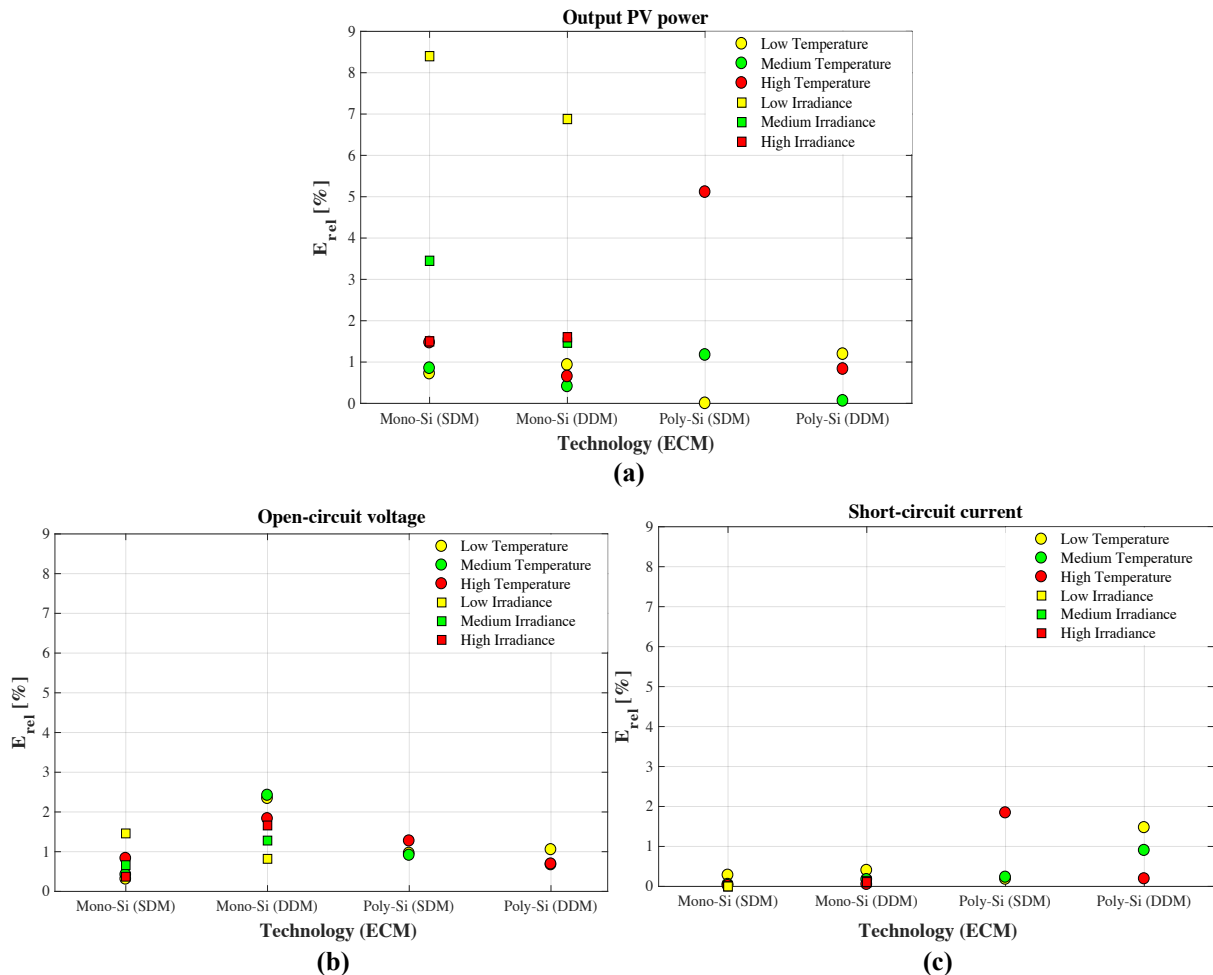 Output PV power
9
8
7
6
5
4
3
2
1
0
E_rel [%]
Low Temperature
Medium Temperature
High Temperature
Low Irradiance
Medium Irradiance
High Irradiance
Mono-Si (SDM) Mono-Si (DDM) Poly-Si (SDM) Poly-Si (DDM)
Technology (ECM)
(a)
Open-circuit voltage
9
8
7
6
5
4
3
2
1
0
E_rel [%]
Low Temperature
Medium Temperature
High Temperature
Low Irradiance
Medium Irradiance
High Irradiance
Mono-Si (SDM) Mono-Si (DDM) Poly-Si (SDM) Poly-Si (DDM)
Technology (ECM)
(b)
Short-circuit current
9
8
7
6
5
4
3
2
1
0
E_rel [%]
Low Temperature
Medium Temperature
High Temperature
Low Irradiance
Medium Irradiance
High Irradiance
Mono-Si (SDM) Mono-Si (DDM) Poly-Si (SDM) Poly-Si (DDM)
Technology (ECM)
(c)